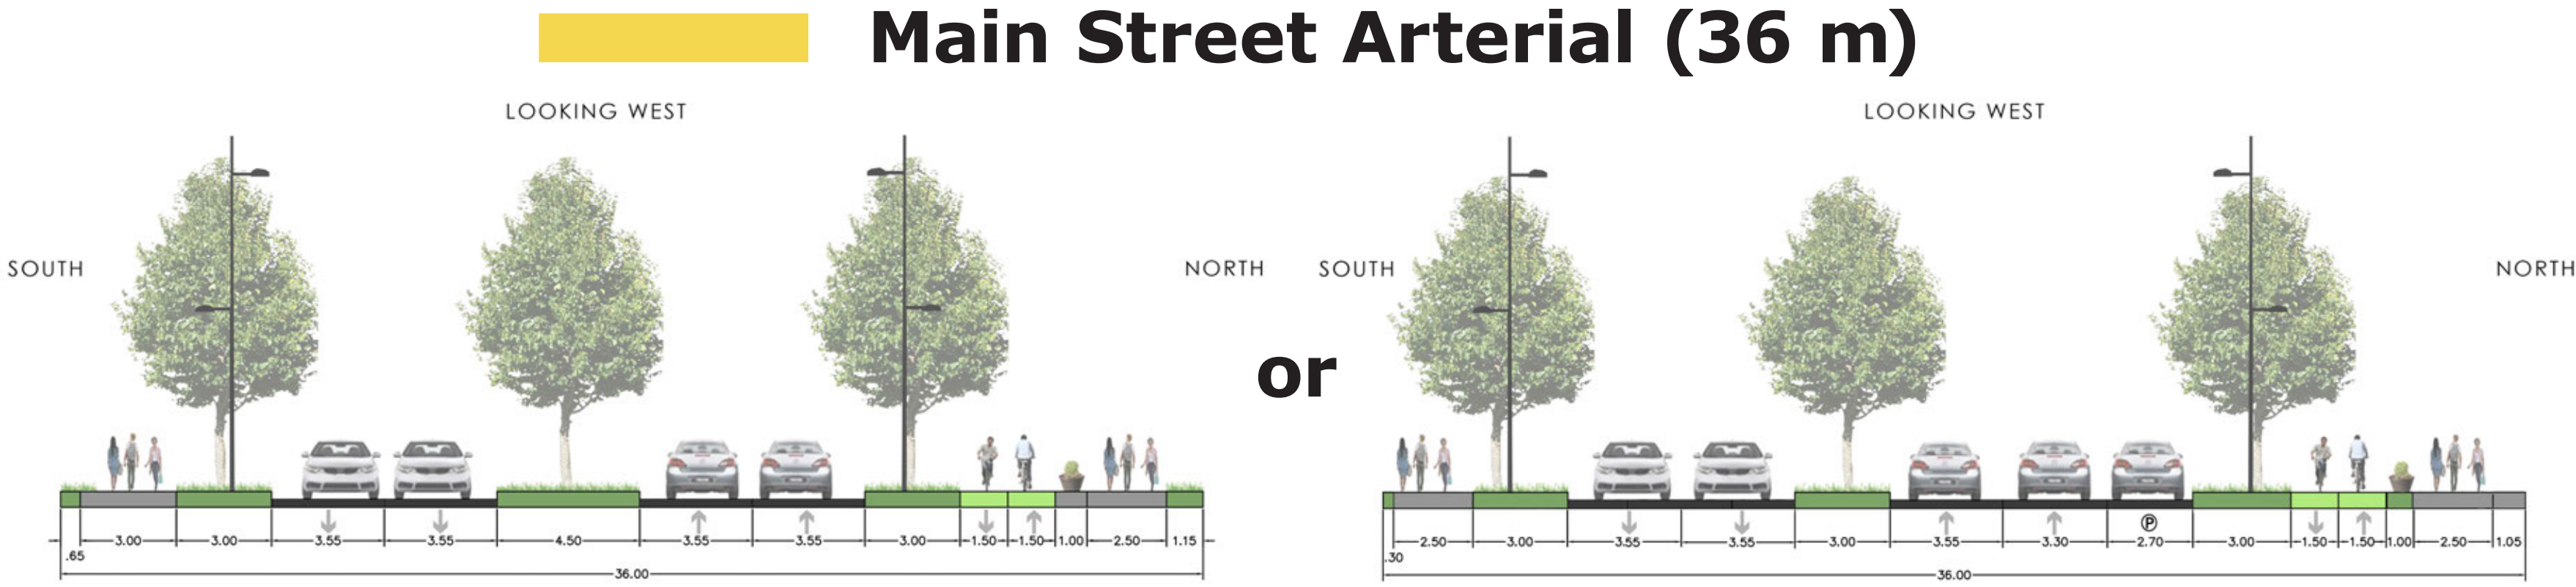 Main Street Arterial (36 m)
LOOKING WEST
SOUTH
NORTH
.65
3.00 3.00 3.55 3.55 4.50 3.55 3.55 3.00 1.50 1.50 1.00 2.50 1.15
36.00
or
LOOKING WEST
SOUTH
NORTH
P
.30
2.50 3.00 3.55 3.55 3.00 3.55 3.30 2.70 3.00 1.50 1.50 1.00 2.50 1.05
36.00